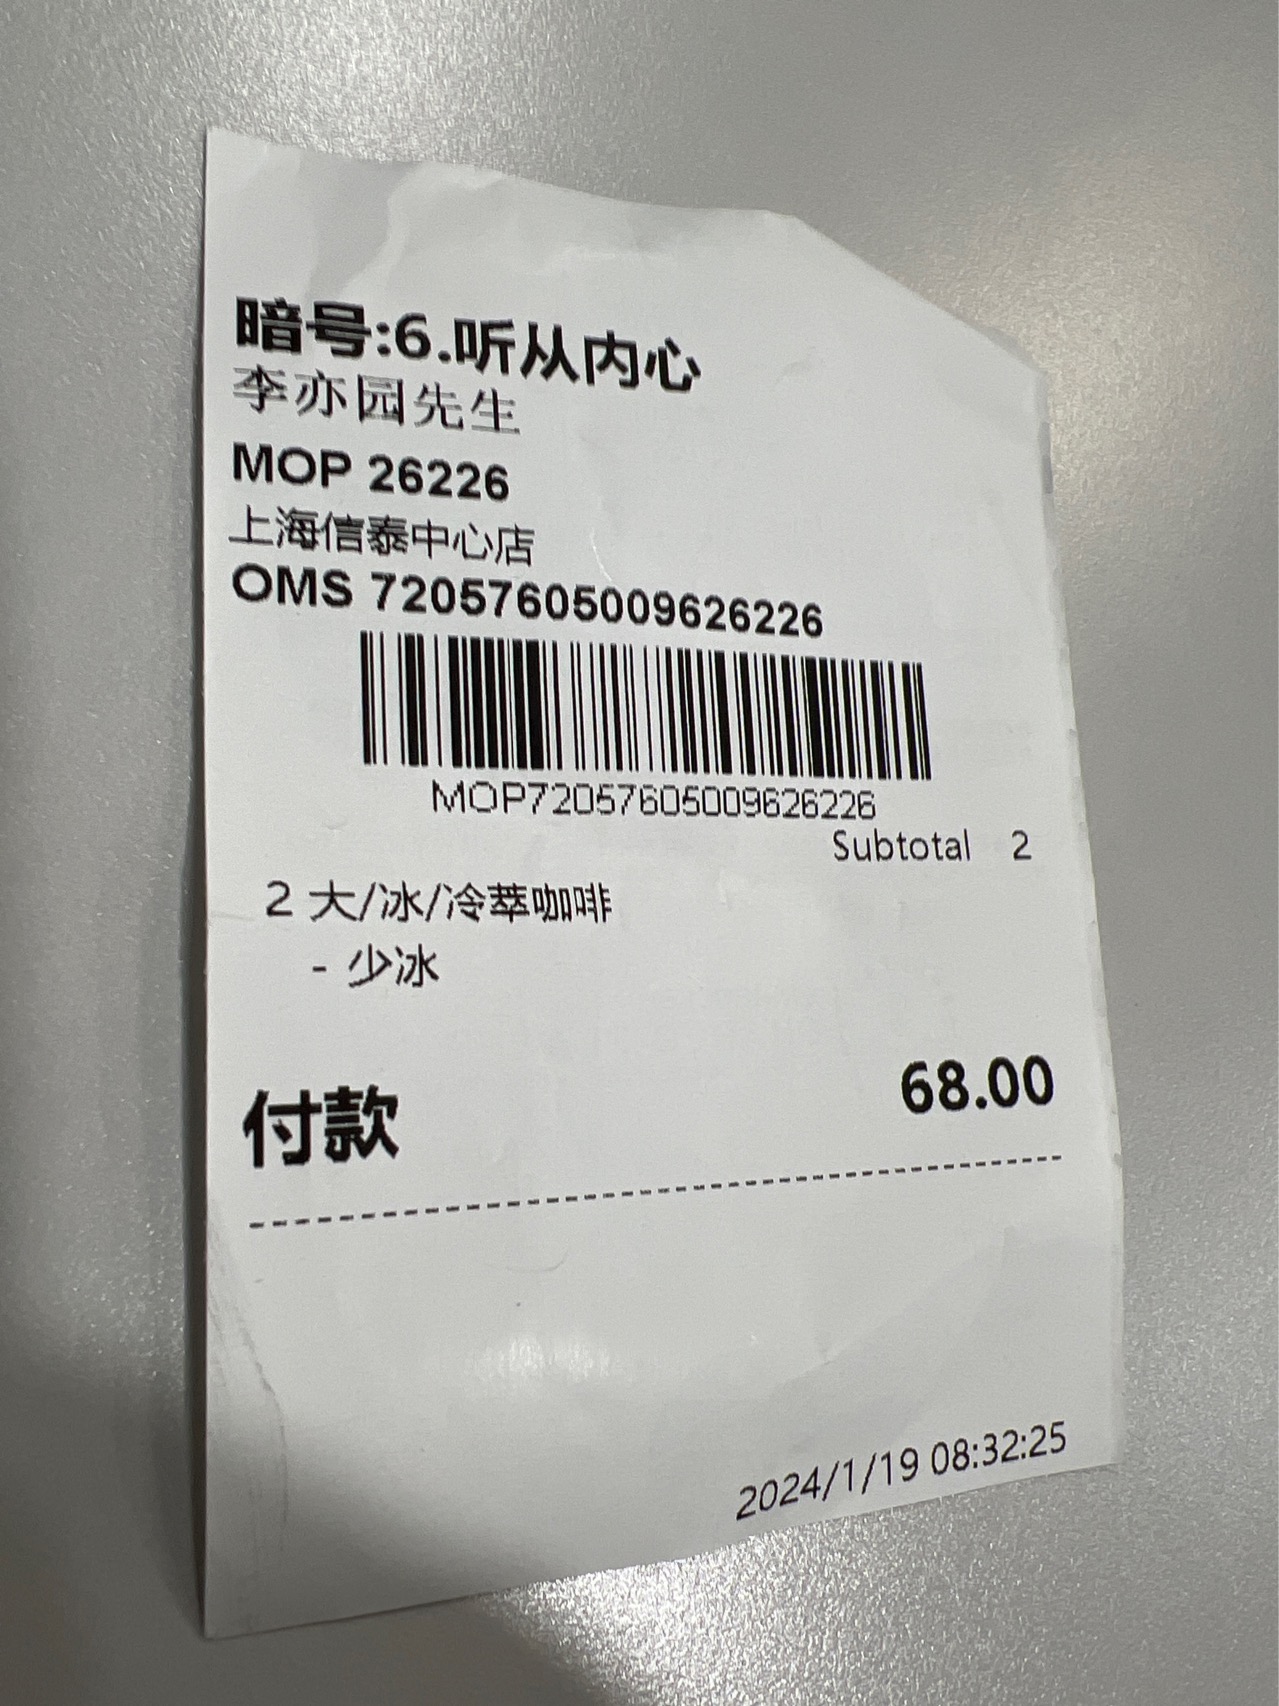 暗号:6.听从内心
李亦园先生
MOP 26226
上海信泰中心店
OMS 72057605009626226
MOP72057605009626226
Subtotal 2
2 大/冰/冷萃咖啡
- 少冰
付款 68.00
2024/1/19 08:32:25